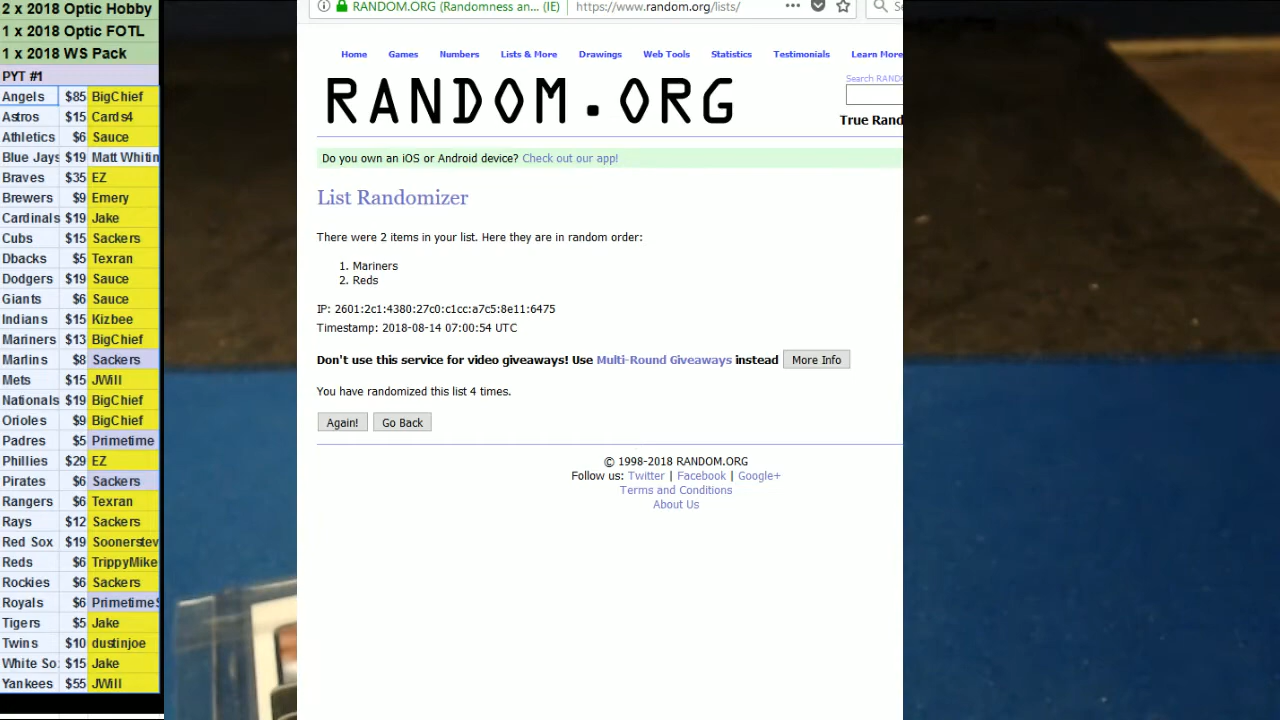 2 x 2018 Optic Hobby
1 x 2018 Optic FOTL
1 x 2018 WS Pack
PYT #1
Angels $85 BigChief
Astros $15 Cards4
Athletics $6 Sauce
Blue Jays $19 Matt Whitin
Braves $35 EZ
Brewers $9 Emery
Cardinals $19 Jake
Cubs $15 Sackers
Dbacks $5 Texran
Dodgers $19 Sauce
Giants $6 Sauce
Indians $15 Kizbee
Mariners $13 BigChief
Marlins $8 Sackers
Mets $15 JWill
Nationals $19 BigChief
Orioles $9 BigChief
Padres $5 Primetime
Phillies $29 EZ
Pirates $6 Sackers
Rangers $6 Texran
Rays $12 Sackers
Red Sox $19 Soonerstev
Reds $6 TrippyMike
Rockies $6 Sackers
Royals $6 PrimetimeS
Tigers $5 Jake
Twins $10 dustinjoe
White So $15 Jake
Yankees $55 JWill
RANDOM.ORG (Randomness an... (IE) https://www.random.org/lists/ ... Se
Home Games Numbers Lists & More Drawings Web Tools Statistics Testimonials Learn More
Search RAND
RANDOM.ORG
True Rand
Do you own an iOS or Android device? Check out our app!
List Randomizer
There were 2 items in your list. Here they are in random order:
1. Mariners
2. Reds
IP: 2601:2c1:4380:27c0:c1cc:a7c5:8e11:6475
Timestamp: 2018-08-14 07:00:54 UTC
Don't use this service for video giveaways! Use Multi-Round Giveaways instead More Info
You have randomized this list 4 times.
Again! Go Back
© 1998-2018 RANDOM.ORG
Follow us: Twitter | Facebook | Google+
Terms and Conditions
About Us